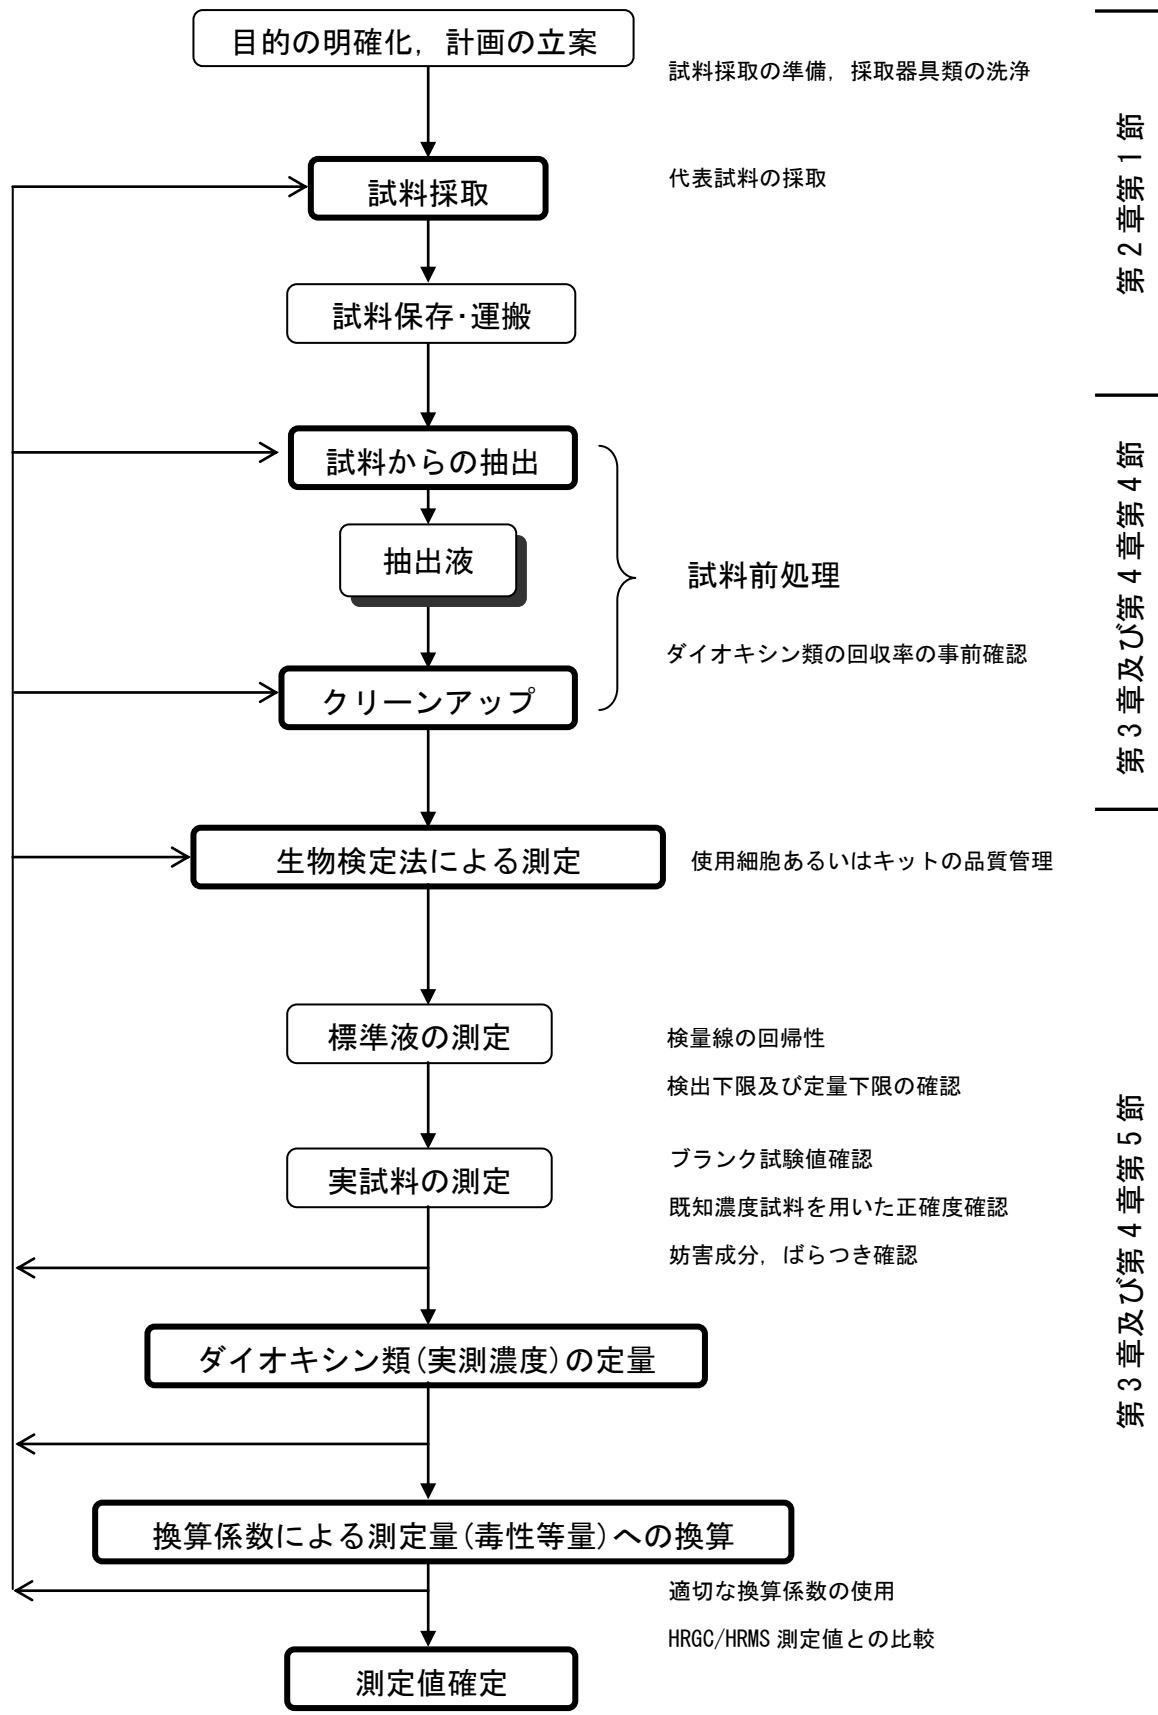 目的の明確化，計画の立案
試料採取の準備，採取器具類の洗浄
試料採取
代表試料の採取
試料保存・運搬
第2章第1節
試料からの抽出
抽出液
試料前処理
ダイオキシン類の回収率の事前確認
クリーンアップ
第3章及び第4章第4節
生物検定法による測定
使用細胞あるいはキットの品質管理
標準液の測定
検量線の回帰性
検出下限及び定量下限の確認
実試料の測定
ブランク試験値確認
既知濃度試料を用いた正確度確認
妨害成分，ばらつき確認
ダイオキシン類(実測濃度)の定量
換算係数による測定量(毒性等量)への換算
適切な換算係数の使用
HRGC/HRMS 測定値との比較
測定値確定
第3章及び第4章第5節